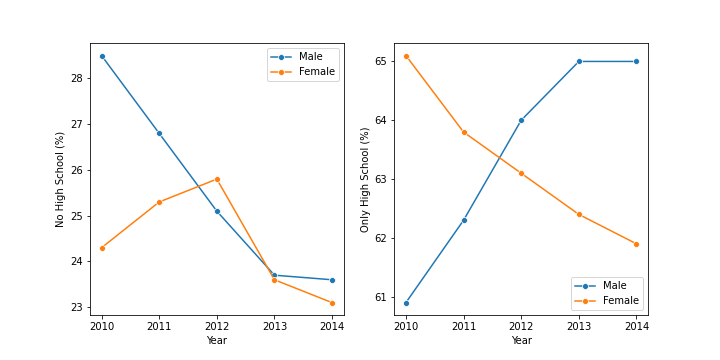 No High School (%)
28
27
26
25
24
23
2010 2011 2012 2013 2014
Year
Male
Female
Only High School (%)
65
64
63
62
61
2010 2011 2012 2013 2014
Year
Male
Female